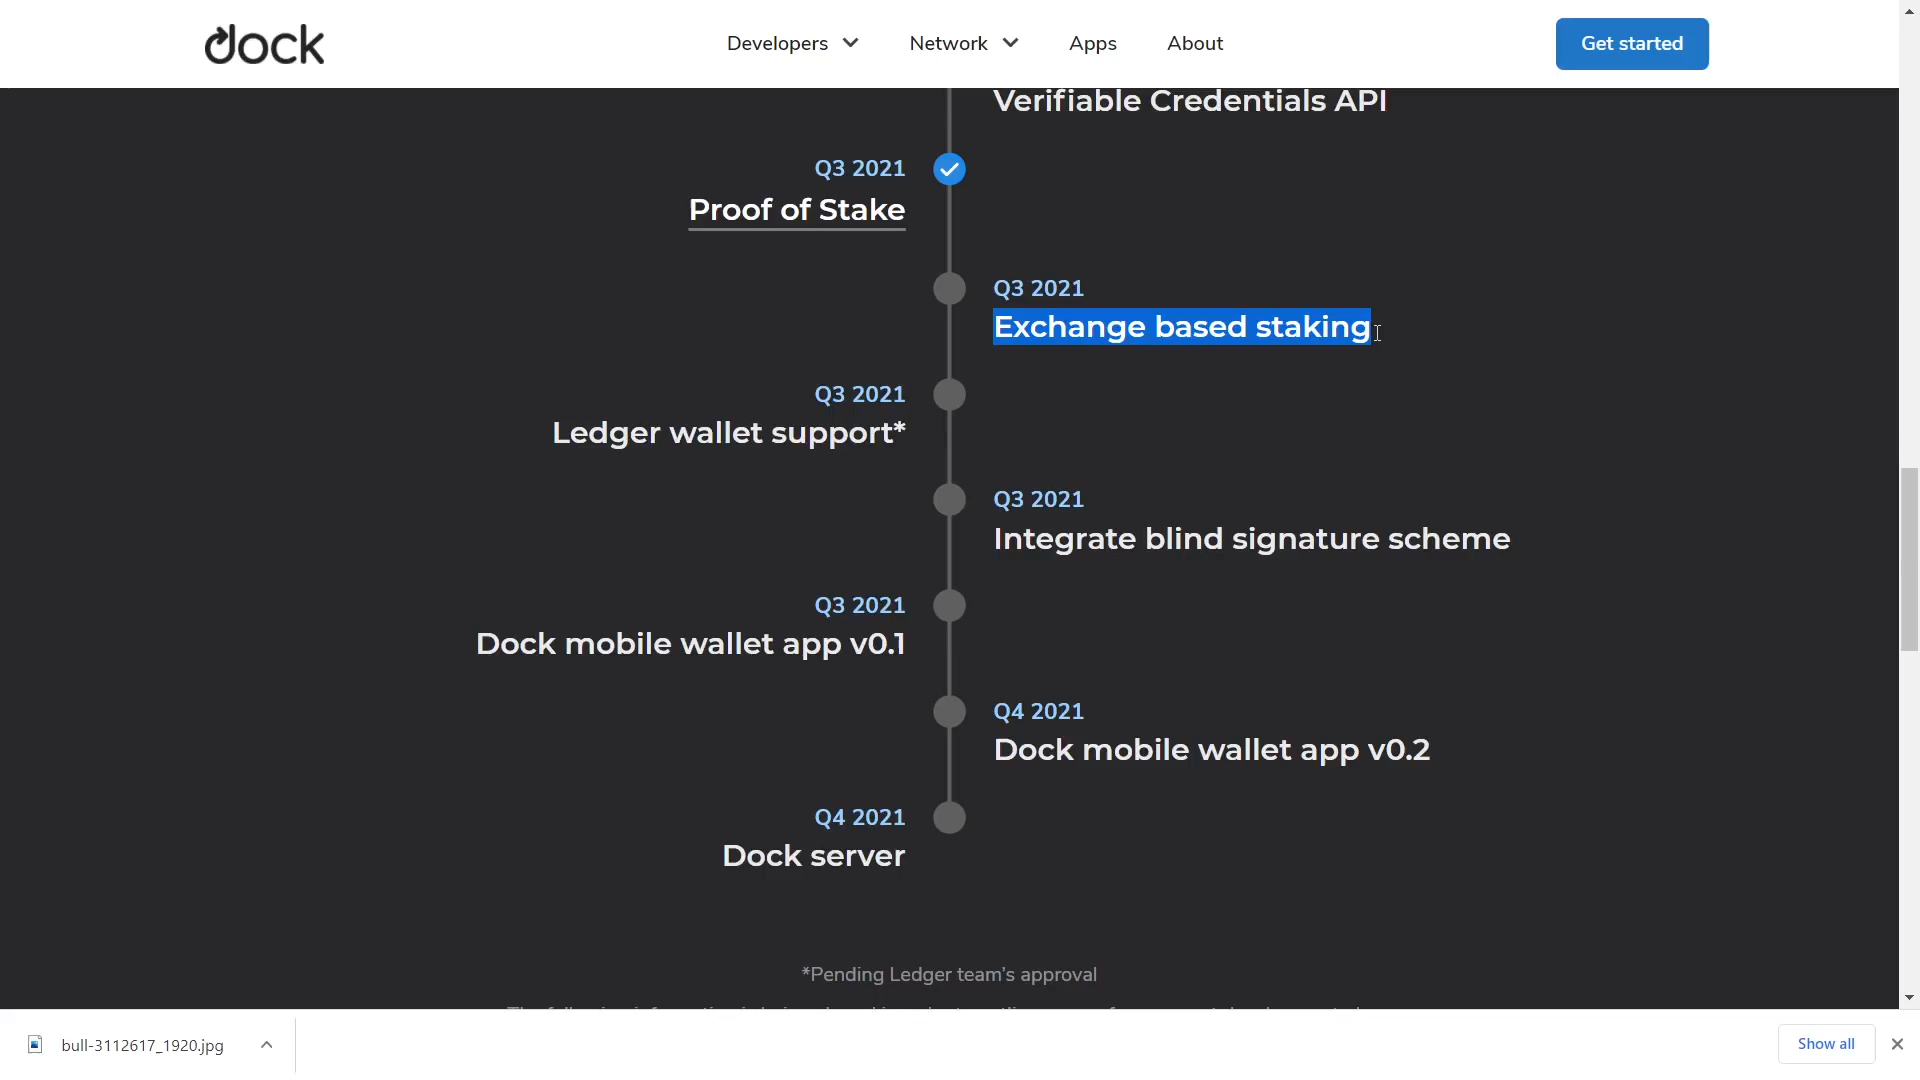 dock
Developers
Network
Apps
About
Get started
Verifiable Credentials API
Q3 2021
Proof of Stake
Q3 2021
Exchange based staking
Q3 2021
Ledger wallet support*
Q3 2021
Integrate blind signature scheme
Q3 2021
Dock mobile wallet app v0.1
Q4 2021
Dock mobile wallet app v0.2
Q4 2021
Dock server
*Pending Ledger team's approval
bull-3112617_1920.jpg
Show all